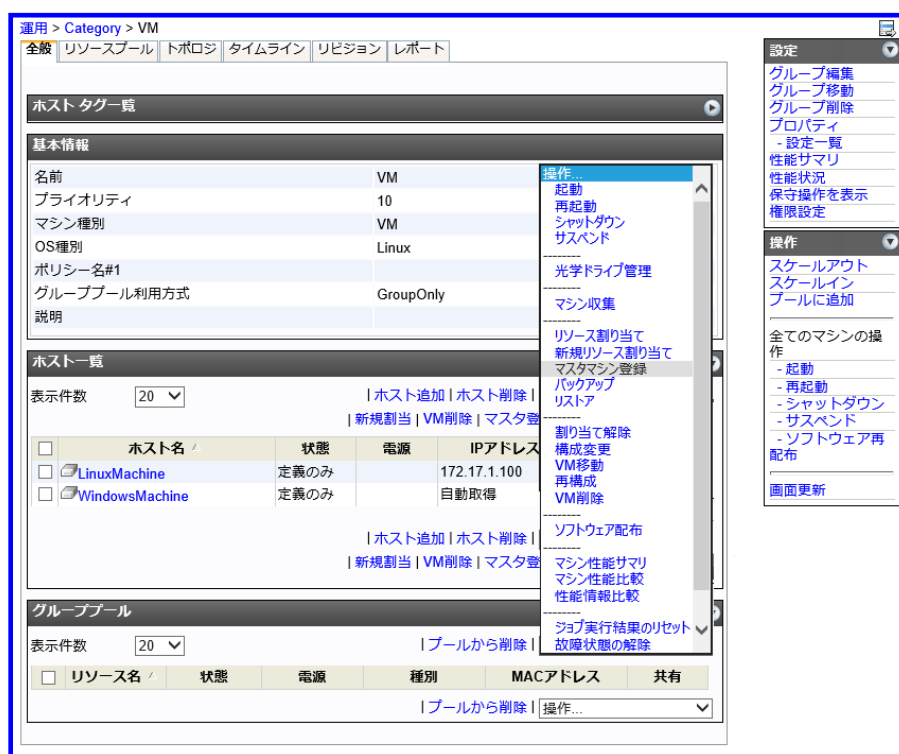 運用 > Category > VM
全般 リソースプール トポロジ タイムライン リビジョン レポート
ホスト タグ一覧
基本情報
名前 VM
プライオリティ 10
マシン種別 VM
OS種別 Linux
ポリシー名#1
グループプール利用方式 GroupOnly
説明
ホスト一覧
表示件数 20 | ホスト追加 | ホスト削除 |
| 新規割当 | VM削除 | マスタ登
ホスト名 状態 電源 IPアドレス
LinuxMachine 定義のみ 172.17.1.100
WindowsMachine 定義のみ 自動取得
| ホスト追加 | ホスト削除 |
| 新規割当 | VM削除 | マスタ登
グループプール
表示件数 20 | プールから削除 |
リソース名 状態 電源 種別 MACアドレス 共有
| プールから削除 | 操作...
操作...
起動
再起動
シャットダウン
サスペンド
--------
光学ドライブ管理
--------
マシン収集
--------
リソース割り当て
新規リソース割り当て
マスタマシン登録
バックアップ
リストア
--------
割り当て解除
構成変更
VM移動
再構成
VM削除
--------
ソフトウェア配布
--------
マシン性能サマリ
マシン性能比較
性能情報比較
--------
ジョブ実行結果のリセット
故障状態の解除
設定
グループ編集
グループ移動
グループ削除
プロパティ
- 設定一覧
性能サマリ
性能状況
保守操作を表示
権限設定
操作
スケールアウト
スケールイン
プールに追加
全てのマシンの操
作
- 起動
- 再起動
- シャットダウン
- サスペンド
- ソフトウェア再
配布
画面更新